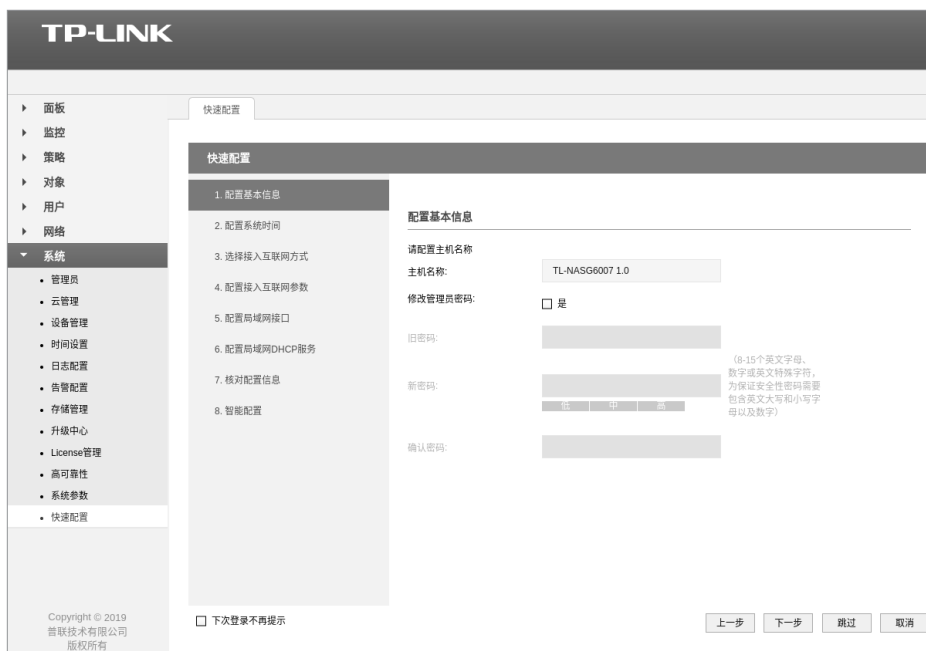 TP-LINK
面板
监控
策略
对象
用户
网络
系统
管理员
云管理
设备管理
时间设置
日志配置
告警配置
存储管理
升级中心
License管理
高可靠性
系统参数
快速配置
Copyright © 2019
普联技术有限公司
版权所有
快速配置
快速配置
1. 配置基本信息
2. 配置系统时间
3. 选择接入互联网方式
4. 配置接入互联网参数
5. 配置局域网接口
6. 配置局域网DHCP服务
7. 核对配置信息
8. 智能配置
配置基本信息
请配置主机名称
主机名称: TL-NASG6007 1.0
修改管理员密码: 是
旧密码:
新密码:
低 中 高
（8-15个英文字母、
数字或英文特殊字符，
为保证安全性密码需要
包含英文大写和小写字
母以及数字）
确认密码:
下次登录不再提示
上一步 下一步 跳过 取消